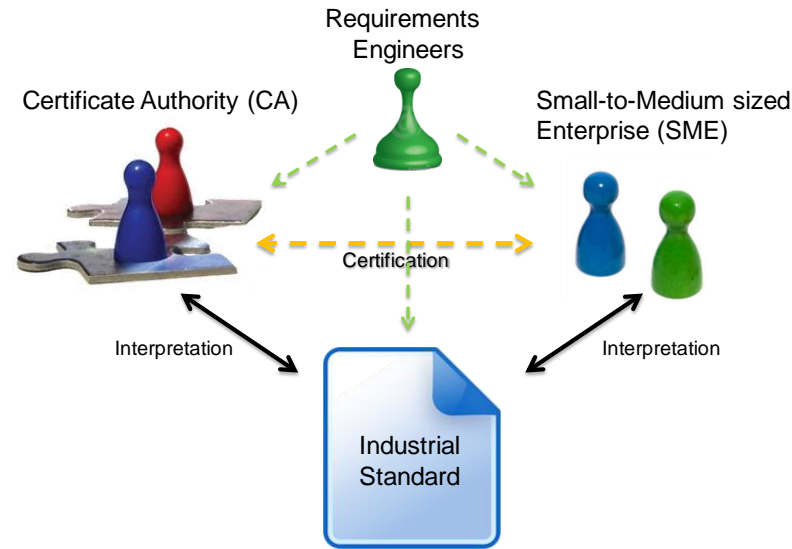 Requirements
Engineers
Certificate Authority (CA)
Small-to-Medium sized
Enterprise (SME)
Certification
Interpretation
Interpretation
Industrial
Standard